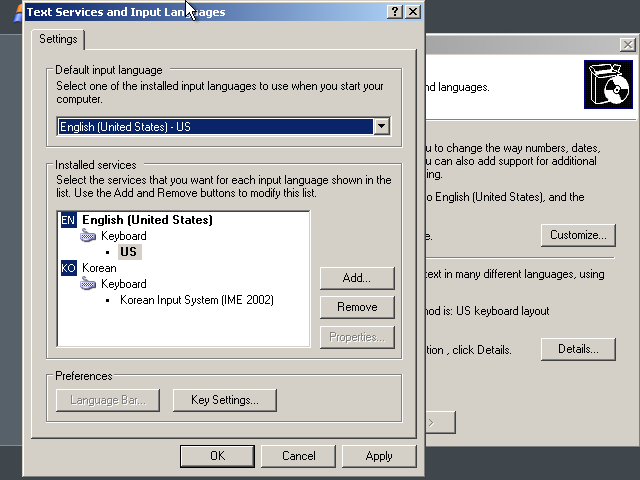 Text Services and Input Languages
Settings
Default input language
Select one of the installed input languages to use when you start your
computer.
English (United States) - US
Installed services
Select the services that you want for each input language shown in the
list. Use the Add and Remove buttons to modify this list.
EN English (United States)
Keyboard
• US
KO Korean
Keyboard
• Korean Input System (IME 2002)
Add...
Remove
Properties...
Preferences
Language Bar...
Key Settings...
OK
Cancel
Apply
nd languages.
u to change the way numbers, dates,
u can also add support for additional
ing.
o English (United States), and the
e.
Customize...
text in many different languages, using
nod is: US keyboard layout
tion , click Details.
Details...
>